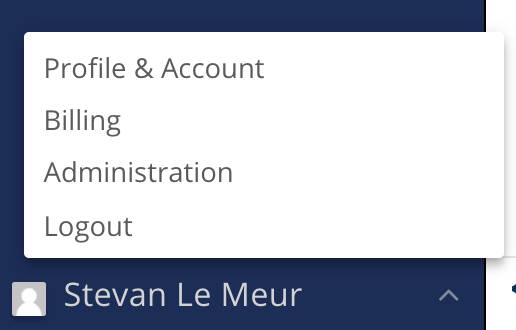 Profile & Account
Billing
Administration
Logout
Stevan Le Meur